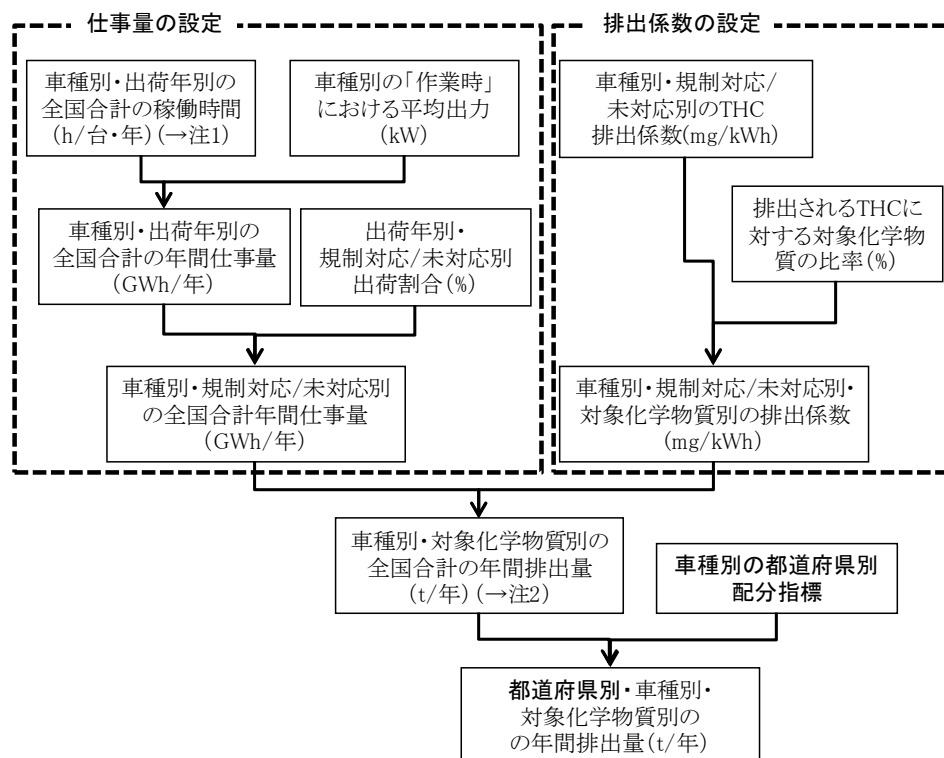 仕事量の設定
車種別・出荷年別の
全国合計の稼働時間
(h/台・年)(→注1)
車種別の「作業時」
における平均出力
(kW)
車種別・出荷年別の
全国合計の年間仕事量
(GWh/年)
出荷年別・
規制対応/未対応別
出荷割合(%)
車種別・規制対応/未対応別
の全国合計年間仕事量
(GWh/年)
排出係数の設定
車種別・規制対応/
未対応別のTHC
排出係数(mg/kWh)
排出されるTHCに
対する対象化学物
質の比率(%)
車種別・規制対応/未対応別・
対象化学物質別の排出係数
(mg/kWh)
車種別・対象化学物質別の
全国合計の年間排出量
(t/年)(→注2)
車種別の都道府県別
配分指標
都道府県別・車種別・
対象化学物質別の
の年間排出量(t/年)